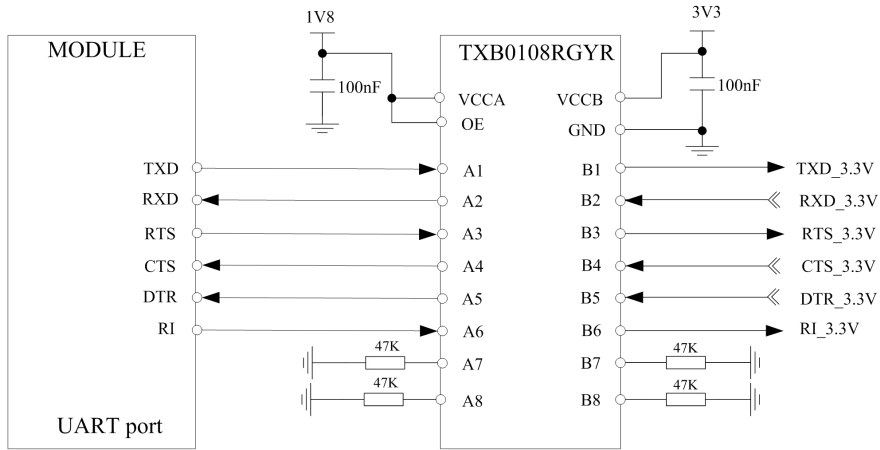 1V8
3V3
MODULE
TXB0108RGYR
100nF
100nF
VCCA
VCCB
OE
GND
TXD
A1
B1
TXD_3.3V
RXD
A2
B2
RXD_3.3V
RTS
A3
B3
RTS_3.3V
CTS
A4
B4
CTS_3.3V
DTR
A5
B5
DTR_3.3V
RI
A6
B6
RI_3.3V
47K
A7
B7
47K
47K
A8
B8
47K
UART port